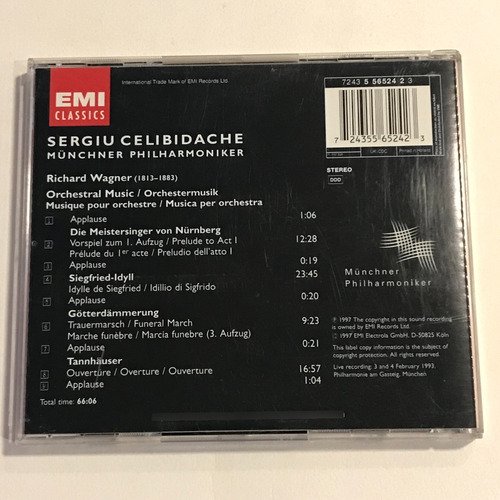 EMI
CLASSICS
International Trade Mark of EMI Records Ltd.
7243 5 56524 2 3
7 24355 65242 3
SERGIU CELIBIDACHE
MÜNCHNER PHILHARMONIKER
STEREO
DDD
Richard Wagner (1813–1883)
Orchestral Music / Orchestermusik
Musique pour orchestre / Musica per orchestra
1 Applause 1:06
Die Meistersinger von Nürnberg
2 Vorspiel zum 1. Aufzug / Prelude to Act I 12:28
Prélude du 1er acte / Preludio dell'atto I
3 Applause 0:19
4 Siegfried-Idyll 23:45
Idylle de Siegfried / Idillio di Sigfrido
5 Applause 0:20
Götterdämmerung
6 Trauermarsch / Funeral March 9:23
Marche funèbre / Marcia funebre (3. Aufzug)
7 Applause 0:21
Tannhäuser
8 Ouvertüre / Overture / Ouverture 16:57
9 Applause 1:04
Total time: 66:06
Münchner
Philharmoniker
℗ 1997 The copyright in this sound recording
is owned by EMI Records Ltd.
© 1997 EMI Electrola GmbH, D-50825 Köln
This label copy information is the subject of
copyright protection. All rights reserved.
Live recording: 3 and 4 February 1993,
Philharmonie am Gasteig, München
Printed in Holland